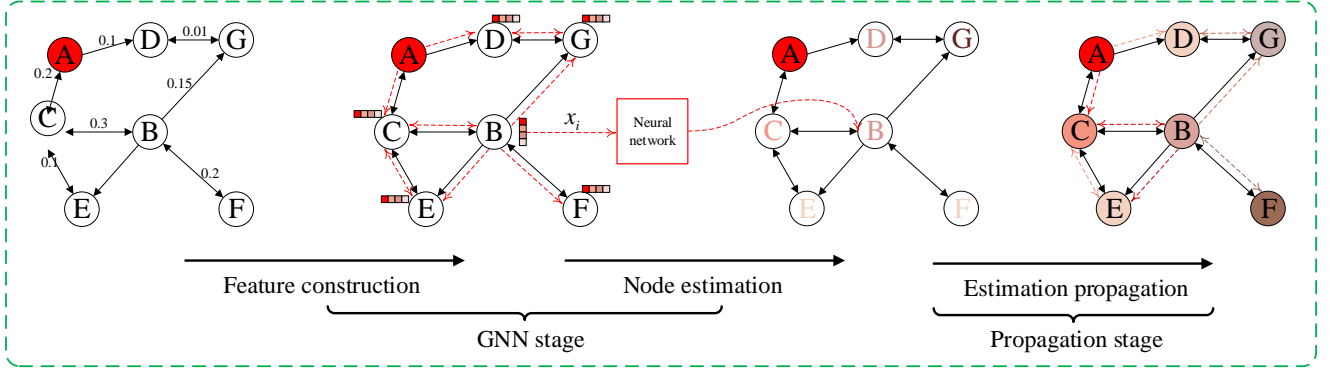 A
0.1
D
0.01
G
0.2
0.15
C
0.3
B
0.1
0.2
E
F
A
D
G
C
B
x_i
Neural
network
E
F
A
D
G
C
B
E
F
A
D
G
C
B
E
F
Feature construction
Node estimation
Estimation propagation
GNN stage
Propagation stage